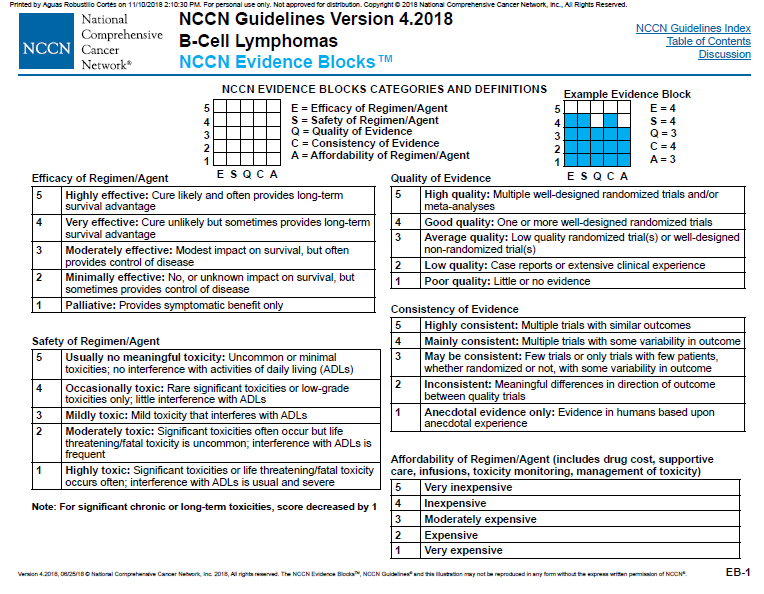 Printed by Aguas Robustillo Cortés on 11/10/2018 2:10:30 PM. For personal use only. Not approved for distribution. Copyright © 2018 National Comprehensive Cancer Network, Inc., All Rights Reserved.
NCCN
National
Comprehensive
Cancer
Network®
NCCN Guidelines Version 4.2018
B-Cell Lymphomas
NCCN Evidence Blocks™
NCCN Guidelines Index
Table of Contents
Discussion
NCCN EVIDENCE BLOCKS CATEGORIES AND DEFINITIONS
5
4
3
2
1
E S Q C A
E = Efficacy of Regimen/Agent
S = Safety of Regimen/Agent
Q = Quality of Evidence
C = Consistency of Evidence
A = Affordability of Regimen/Agent
Example Evidence Block
5
4
3
2
1
E S Q C A
E = 4
S = 4
Q = 3
C = 4
A = 3
Efficacy of Regimen/Agent
5 Highly effective: Cure likely and often provides long-term
survival advantage
4 Very effective: Cure unlikely but sometimes provides long-term
survival advantage
3 Moderately effective: Modest impact on survival, but often
provides control of disease
2 Minimally effective: No, or unknown impact on survival, but
sometimes provides control of disease
1 Palliative: Provides symptomatic benefit only
Safety of Regimen/Agent
5 Usually no meaningful toxicity: Uncommon or minimal
toxicities; no interference with activities of daily living (ADLs)
4 Occasionally toxic: Rare significant toxicities or low-grade
toxicities only; little interference with ADLs
3 Mildly toxic: Mild toxicity that interferes with ADLs
2 Moderately toxic: Significant toxicities often occur but life
threatening/fatal toxicity is uncommon; interference with ADLs is
frequent
1 Highly toxic: Significant toxicities or life threatening/fatal toxicity
occurs often; interference with ADLs is usual and severe
Note: For significant chronic or long-term toxicities, score decreased by 1
Quality of Evidence
5 High quality: Multiple well-designed randomized trials and/or
meta-analyses
4 Good quality: One or more well-designed randomized trials
3 Average quality: Low quality randomized trial(s) or well-designed
non-randomized trial(s)
2 Low quality: Case reports or extensive clinical experience
1 Poor quality: Little or no evidence
Consistency of Evidence
5 Highly consistent: Multiple trials with similar outcomes
4 Mainly consistent: Multiple trials with some variability in outcome
3 May be consistent: Few trials or only trials with few patients,
whether randomized or not, with some variability in outcome
2 Inconsistent: Meaningful differences in direction of outcome
between quality trials
1 Anecdotal evidence only: Evidence in humans based upon
anecdotal experience
Affordability of Regimen/Agent (includes drug cost, supportive
care, infusions, toxicity monitoring, management of toxicity)
5 Very inexpensive
4 Inexpensive
3 Moderately expensive
2 Expensive
1 Very expensive
Version 4.2018, 06/25/18 © National Comprehensive Cancer Network, Inc. 2018, All rights reserved. The NCCN Evidence Blocks™, NCCN Guidelines® and this illustration may not be reproduced in any form without the express written permission of NCCN®.
EB-1